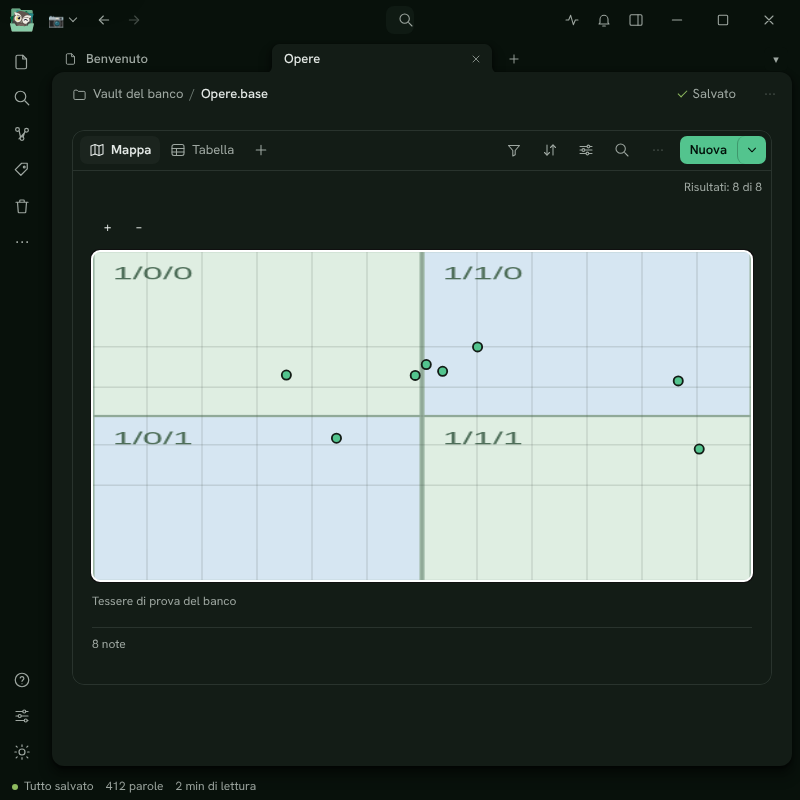 Benvenuto
Opere
Vault del banco / Opere.base
Salvato
Mappa
Tabella
Nuova
Risultati: 8 di 8
+ −
1/0/0
1/1/0
1/0/1
1/1/1
Tessere di prova del banco
8 note
Tutto salvato
412 parole
2 min di lettura